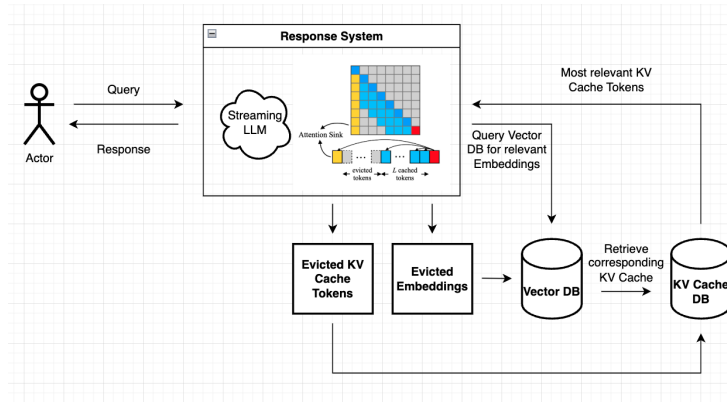 Response System
Query
Response
Actor
Streaming
LLM
Attention Sink
evicted
tokens
L cached
tokens
Most relevant KV
Cache Tokens
Query Vector
DB for relevant
Embeddings
Evicted KV
Cache
Tokens
Evicted
Embeddings
Vector DB
Retrieve
corresponding
KV Cache
KV Cache
DB